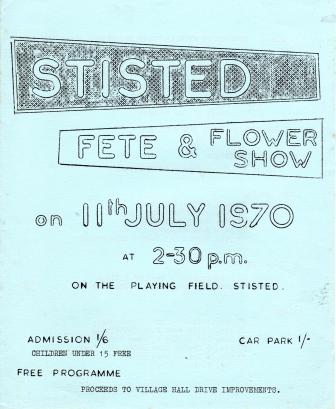 STISTED
FETE & FLOWER SHOW
on 11th JULY 1970
AT 2-30 p.m.
ON THE PLAYING FIELD. STISTED.
ADMISSION 1/6 CAR PARK 1/-
CHILDREN UNDER 15 FREE
FREE PROGRAMME
PROCEEDS TO VILLAGE HALL DRIVE IMPROVEMENTS.